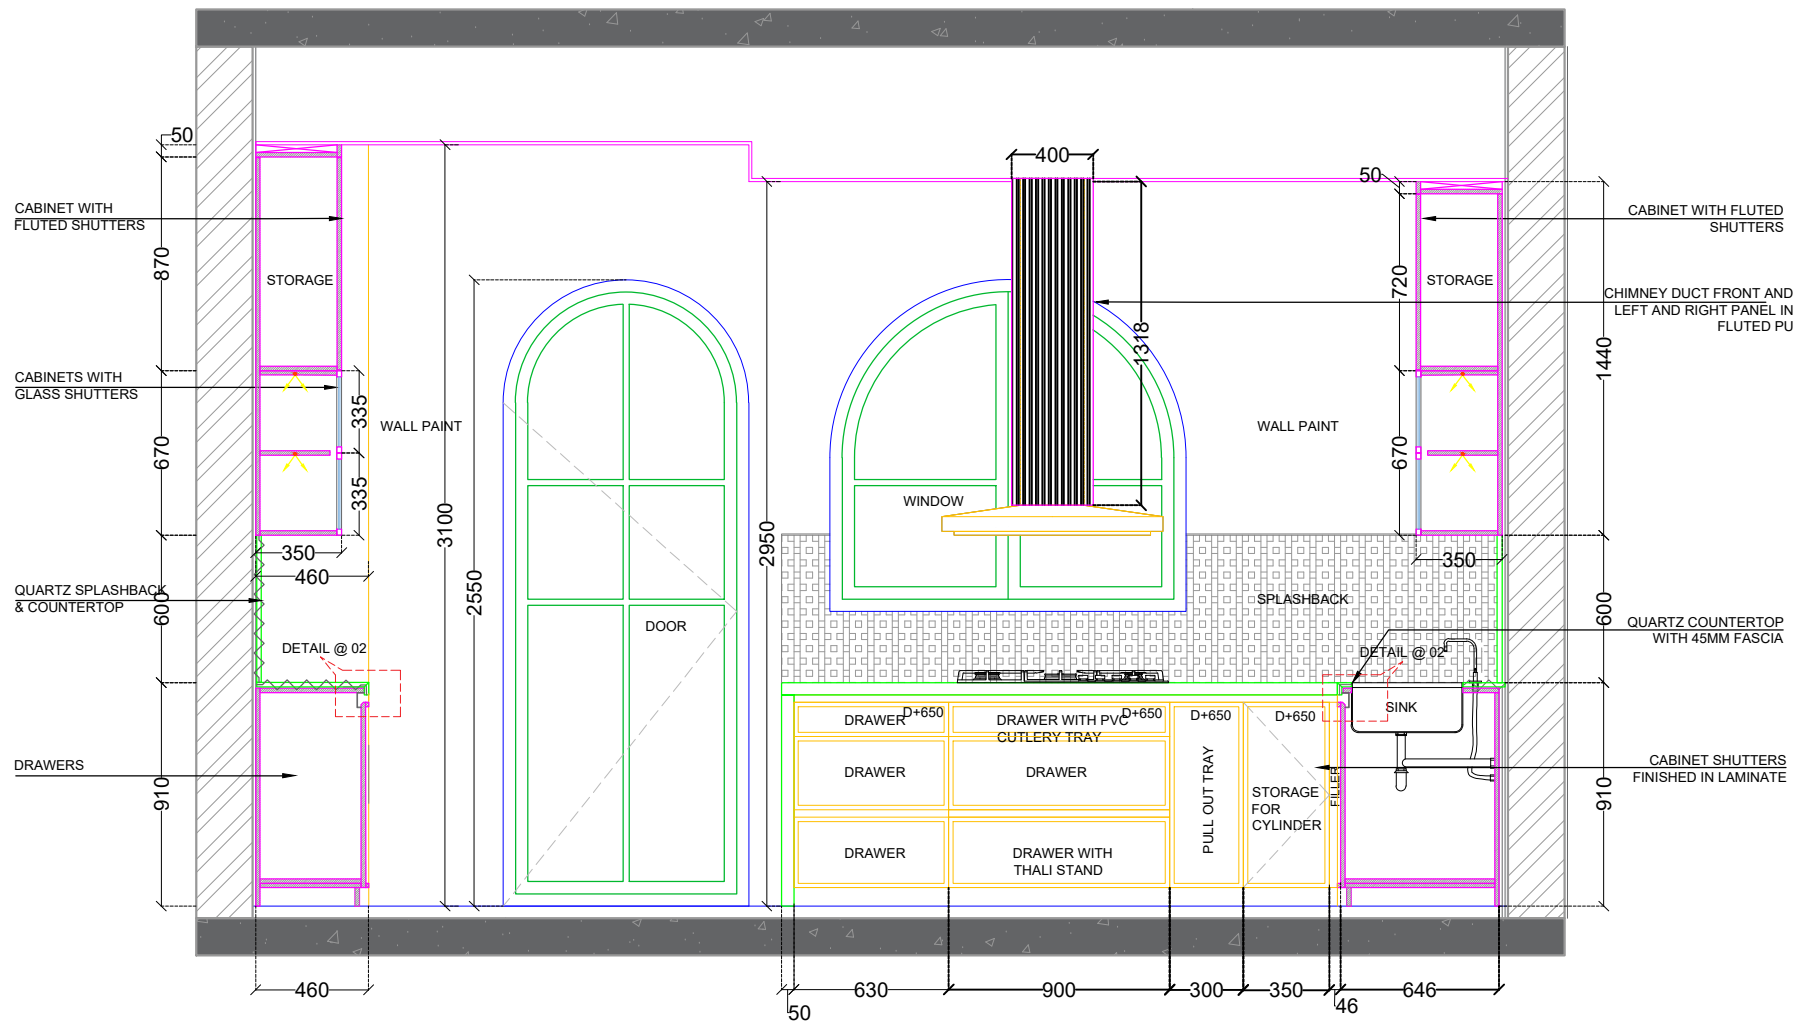 50
400
50
CABINET WITH
FLUTED SHUTTERS
CABINET WITH FLUTED
SHUTTERS
870
STORAGE
720
STORAGE
CHIMNEY DUCT FRONT AND
LEFT AND RIGHT PANEL IN
FLUTED PU
1318
1440
CABINETS WITH
GLASS SHUTTERS
335
WALL PAINT
WALL PAINT
670
670
335
WINDOW
3100
2950
350
350
460
2550
QUARTZ SPLASHBACK
& COUNTERTOP
600
SPLASHBACK
600
DOOR
QUARTZ COUNTERTOP
WITH 45MM FASCIA
DETAIL @ 02
DETAIL @ 02
SINK
DRAWER
D+650
DRAWER WITH PVC
CUTLERY TRAY
D+650
D+650
D+650
DRAWERS
DRAWER
DRAWER
PULL OUT TRAY
STORAGE
FOR
CYLINDER
FILLER
CABINET SHUTTERS
FINISHED IN LAMINATE
910
910
DRAWER
DRAWER WITH
THALI STAND
460
50
630
900
300
350
46
646